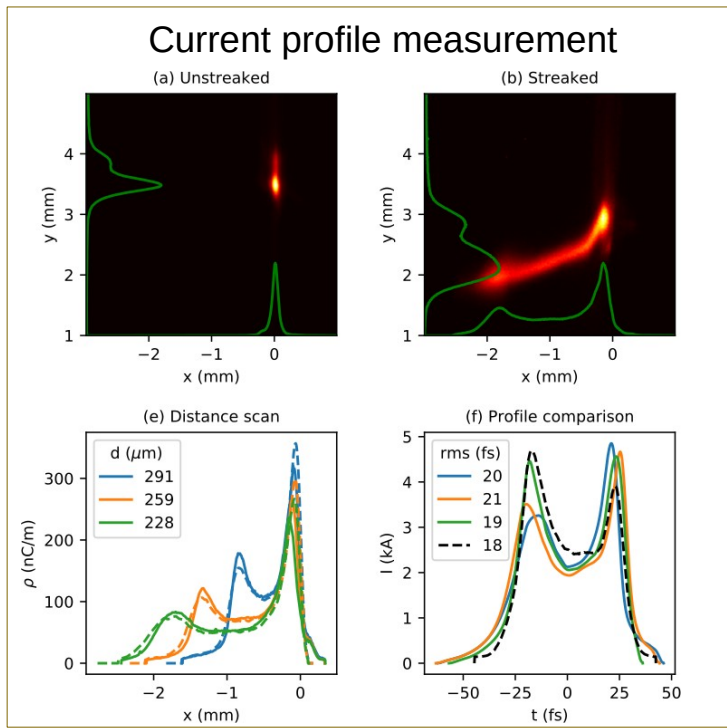 Current profile measurement
(a) Unstreaked
(b) Streaked
4
3
2
1
y (mm)
−2
−1
0
x (mm)
4
3
2
1
y (mm)
−2
−1
0
x (mm)
(e) Distance scan
(f) Profile comparison
d (μm)
291
259
228
300
200
100
0
ρ (nC/m)
−2
−1
0
x (mm)
rms (fs)
20
21
19
18
5
4
3
2
1
0
I (kA)
−50
−25
0
25
50
t (fs)